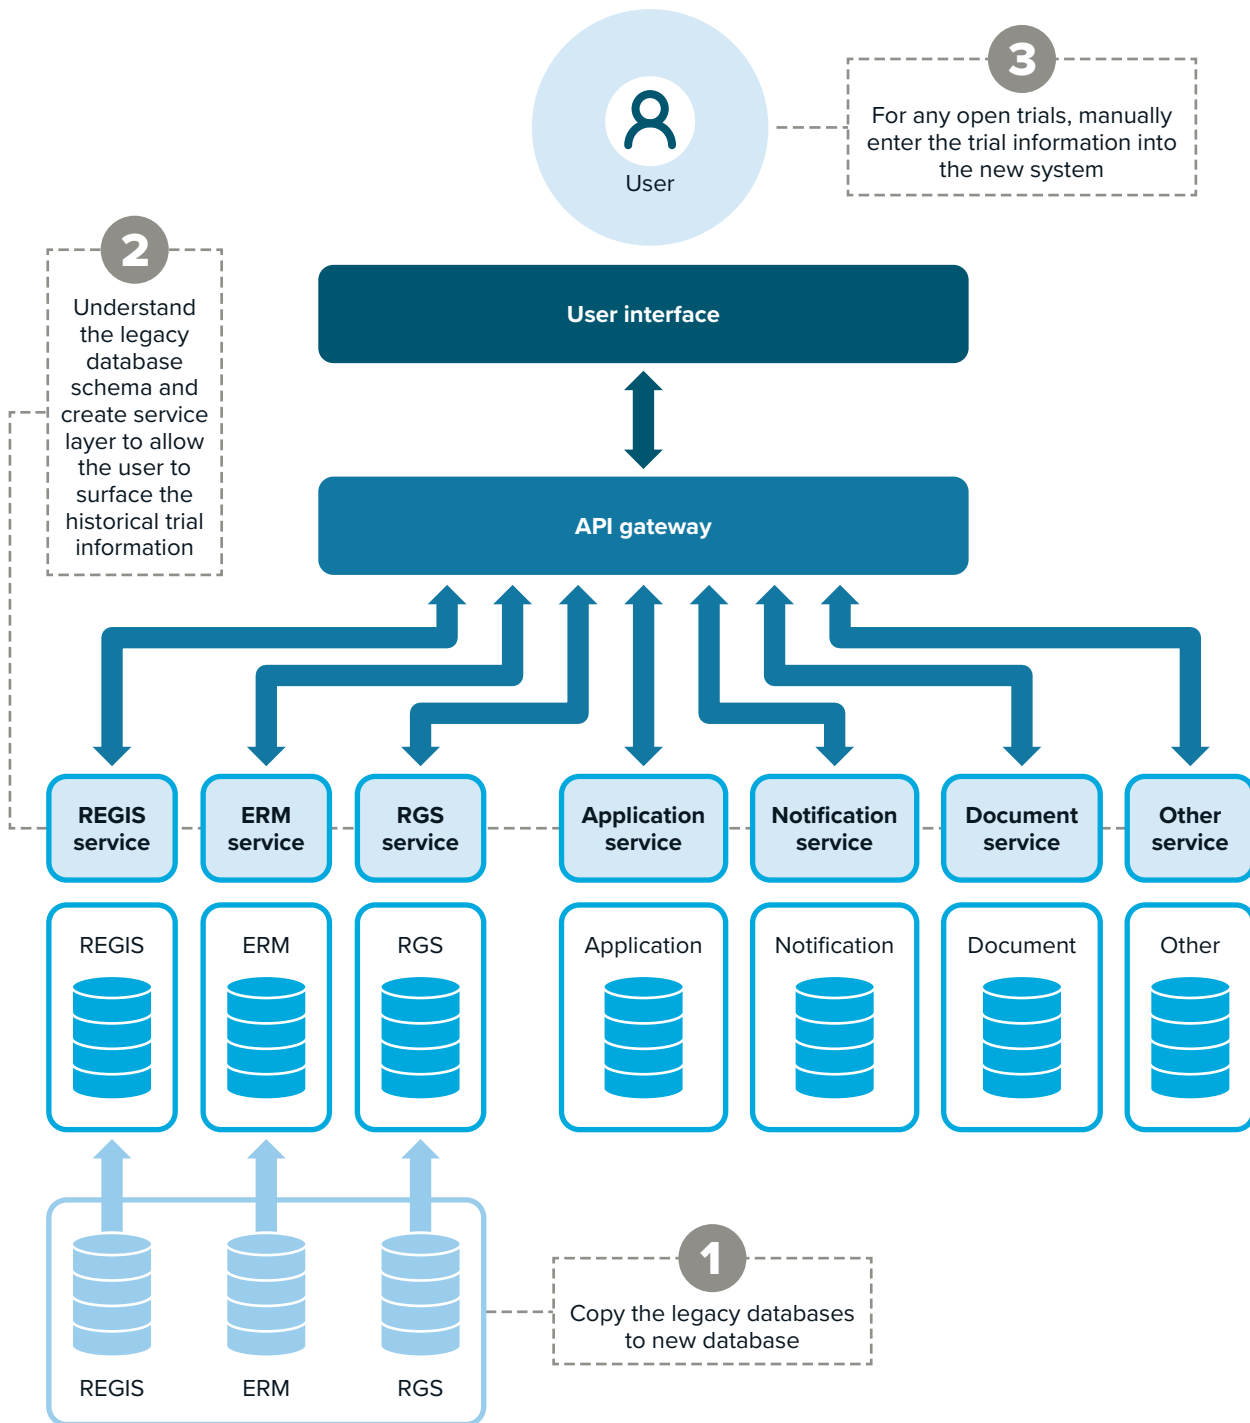 3
For any open trials, manually
enter the trial information into
the new system
User
2
Understand
the legacy
database
schema and
create service
layer to allow
the user to
surface the
historical trial
information
User interface
API gateway
REGIS
service
ERM
service
RGS
service
Application
service
Notification
service
Document
service
Other
service
REGIS
ERM
RGS
Application
Notification
Document
Other
1
Copy the legacy databases
to new database
REGIS
ERM
RGS